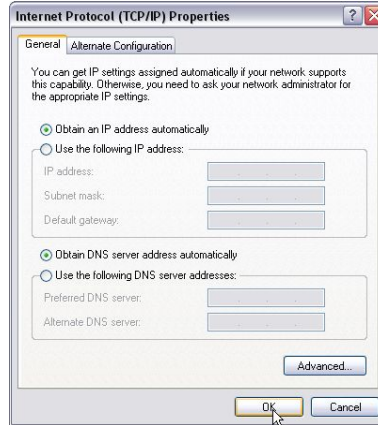 Internet Protocol (TCP/IP) Properties
General
Alternate Configuration
You can get IP settings assigned automatically if your network supports
this capability. Otherwise, you need to ask your network administrator for
the appropriate IP settings.
Obtain an IP address automatically
Use the following IP address:
IP address:
Subnet mask:
Default gateway:
Obtain DNS server address automatically
Use the following DNS server addresses:
Preferred DNS server:
Alternate DNS server:
Advanced...
OK
Cancel